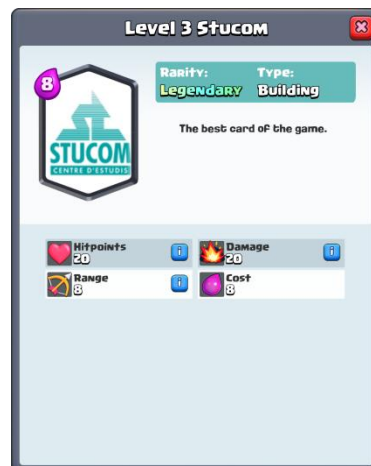 Level 3 Stucom
8
Rarity:
Type:
Legendary
Building
The best card of the game.
STUCOM
CENTRE D'ESTUDIS
Hitpoints
20
Damage
20
Range
8
Cost
8